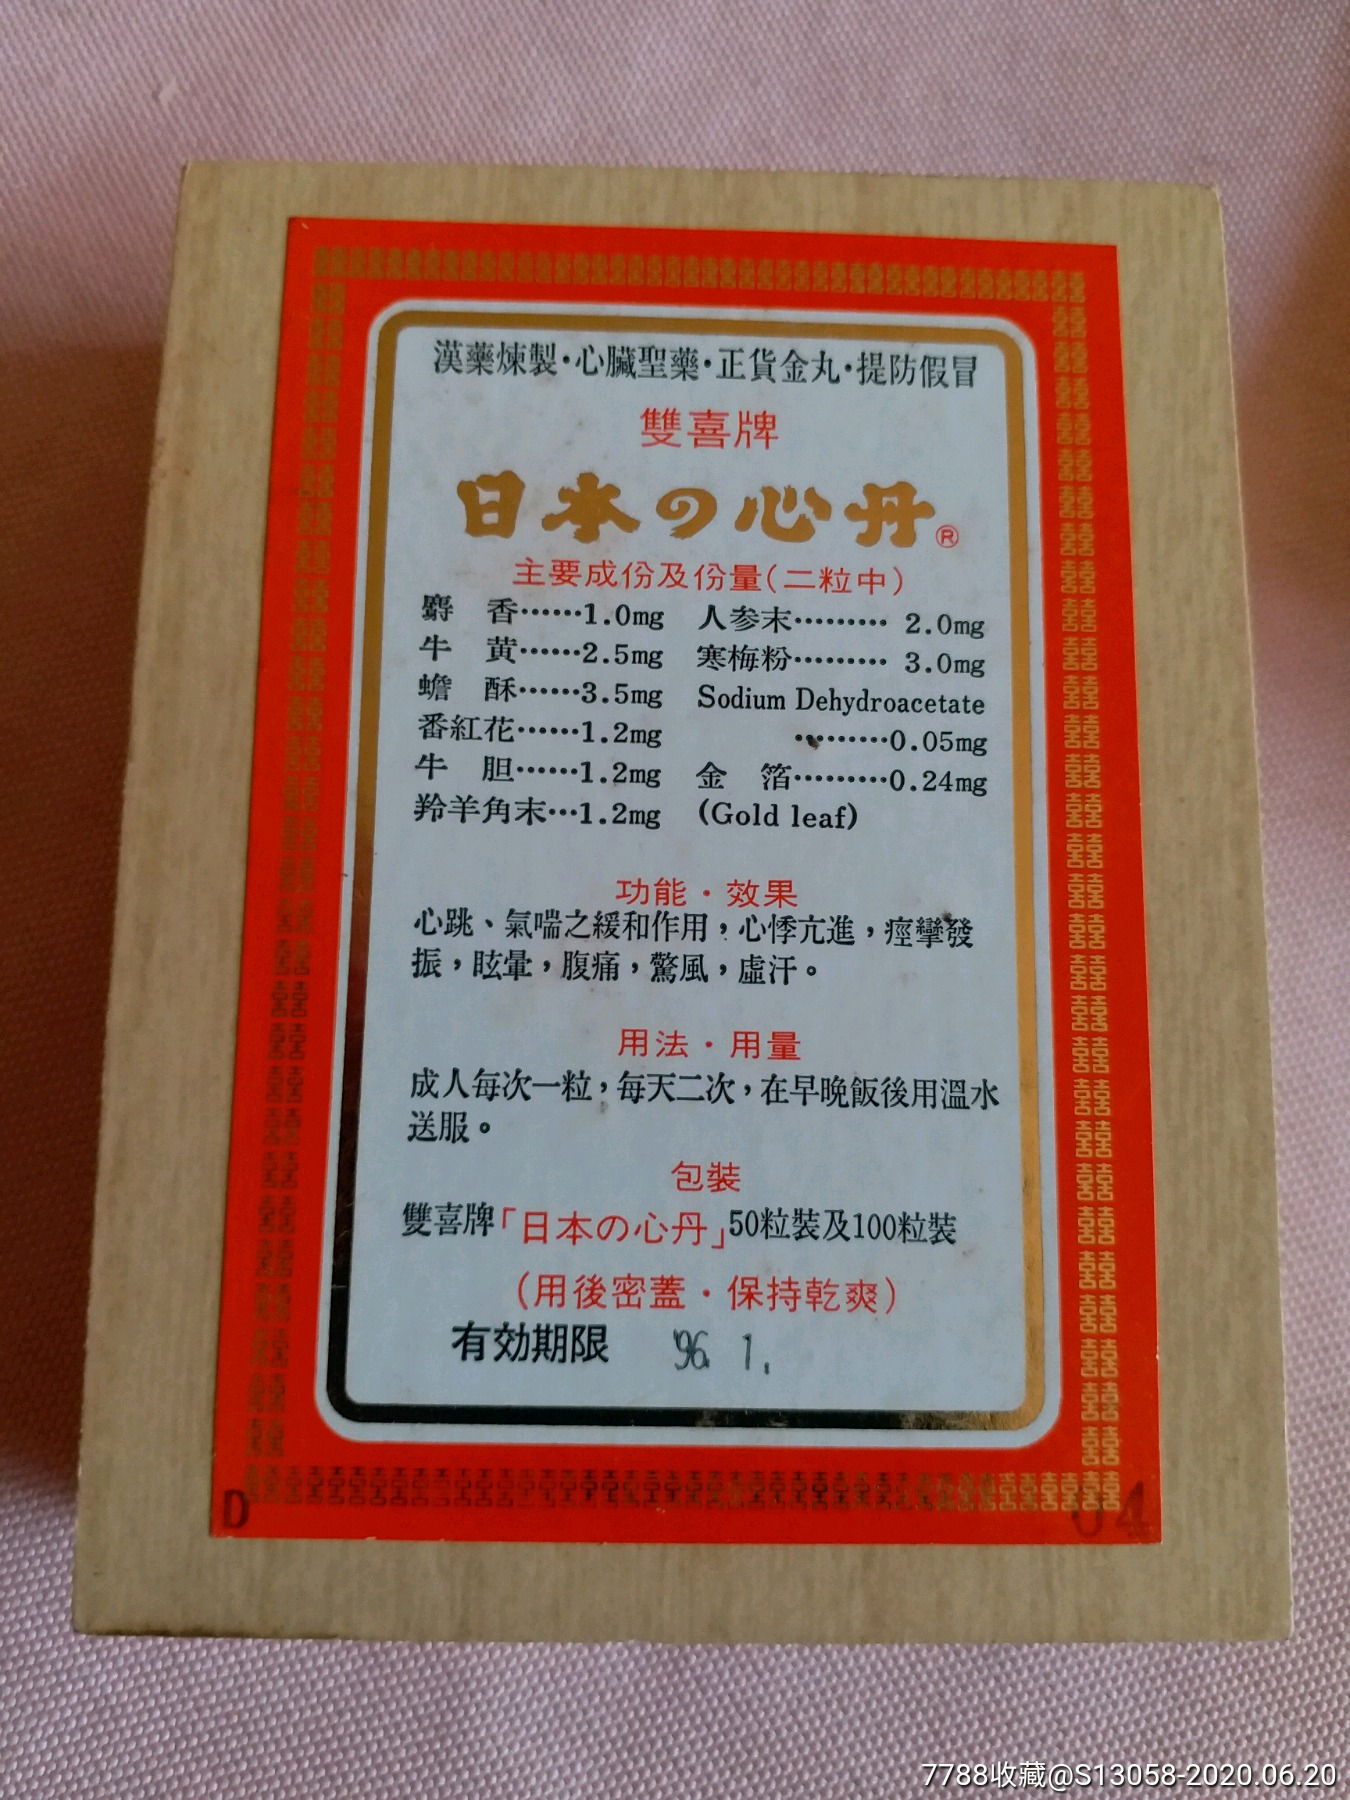 漢藥煉製·心臟聖藥·正貨金丸·提防假冒
雙喜牌
日本の心丹®
主要成份及份量(二粒中)
麝 香……1.0mg
牛 黃……2.5mg
蟾 酥……3.5mg
番紅花……1.2mg
牛 胆……1.2mg
羚羊角末…1.2mg
人参末……… 2.0mg
寒梅粉……… 3.0mg
Sodium Dehydroacetate
………0.05mg
金 箔………0.24mg
(Gold leaf)
功能·效果
心跳、氣喘之緩和作用，心悸亢進，痙攣發
振，眩暈，腹痛，驚風，虛汗。
用法·用量
成人每次一粒，每天二次，在早晚飯後用溫水
送服。
包裝
雙喜牌「日本の心丹」50粒裝及100粒裝
(用後密蓋·保持乾爽)
有効期限 '96. 1.
D 04
7788收藏@S13058-2020.06.20